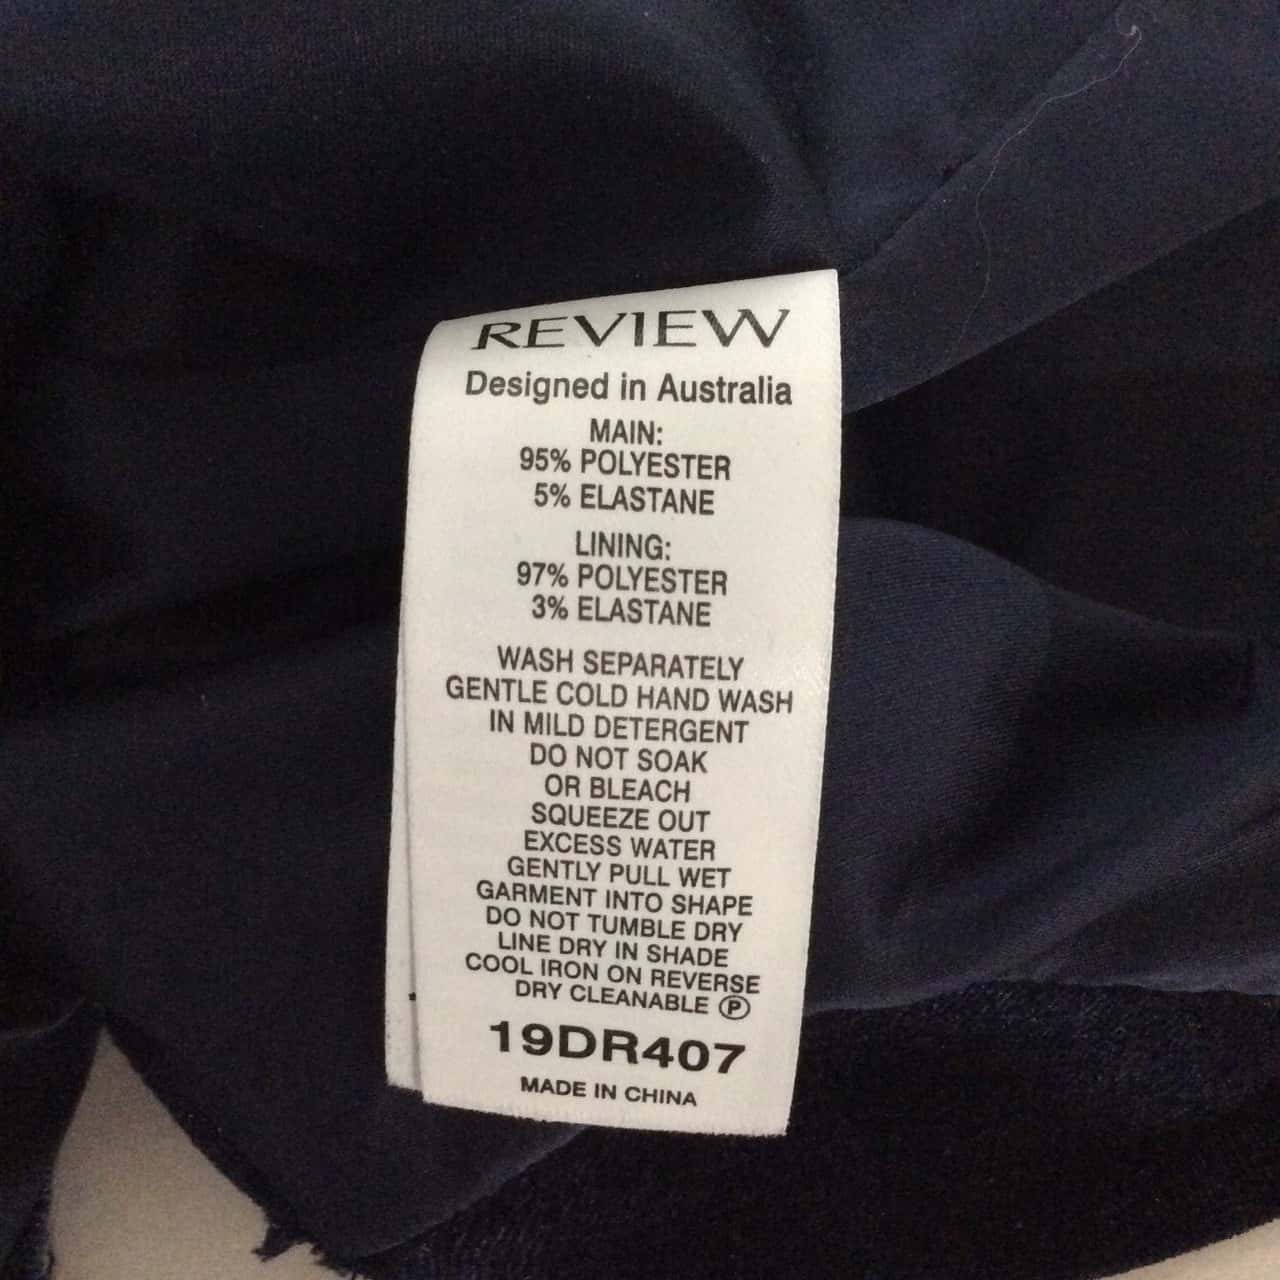 REVIEW
Designed in Australia
MAIN:
95% POLYESTER
5% ELASTANE
LINING:
97% POLYESTER
3% ELASTANE
WASH SEPARATELY
GENTLE COLD HAND WASH
IN MILD DETERGENT
DO NOT SOAK
OR BLEACH
SQUEEZE OUT
EXCESS WATER
GENTLY PULL WET
GARMENT INTO SHAPE
DO NOT TUMBLE DRY
LINE DRY IN SHADE
COOL IRON ON REVERSE
DRY CLEANABLE Ⓟ
19DR407
MADE IN CHINA